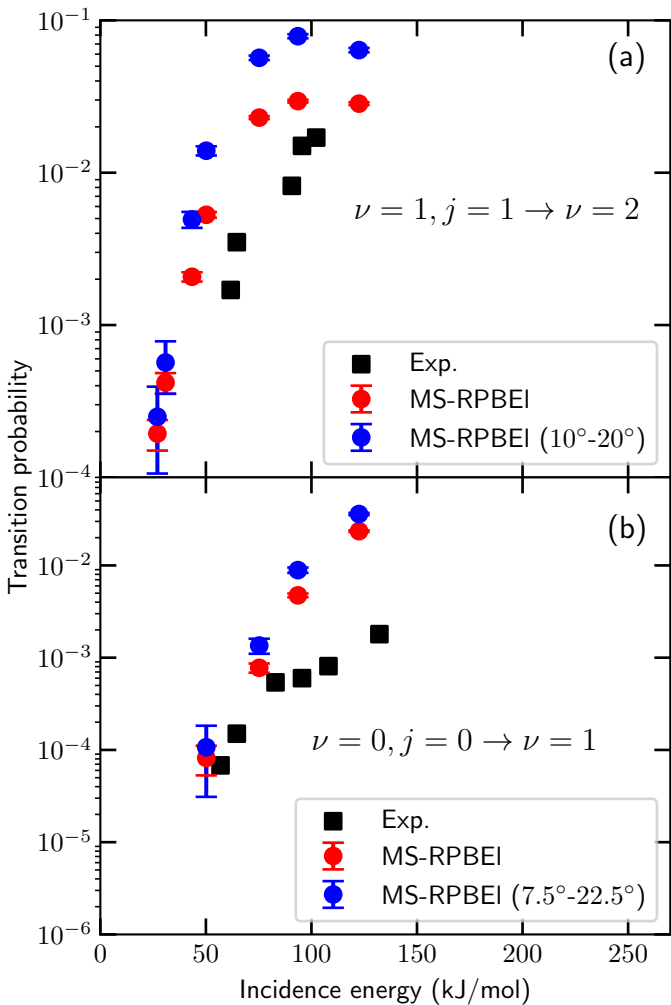 10⁻¹
(a)
10⁻²
ν = 1, j = 1 → ν = 2
10⁻³
Exp.
MS-RPBEl
MS-RPBEl (10°-20°)
10⁻⁴
Transition probability
10⁻¹
(b)
10⁻²
10⁻³
ν = 0, j = 0 → ν = 1
10⁻⁴
10⁻⁵
Exp.
MS-RPBEl
MS-RPBEl (7.5°-22.5°)
10⁻⁶
0 50 100 150 200 250
Incidence energy (kJ/mol)